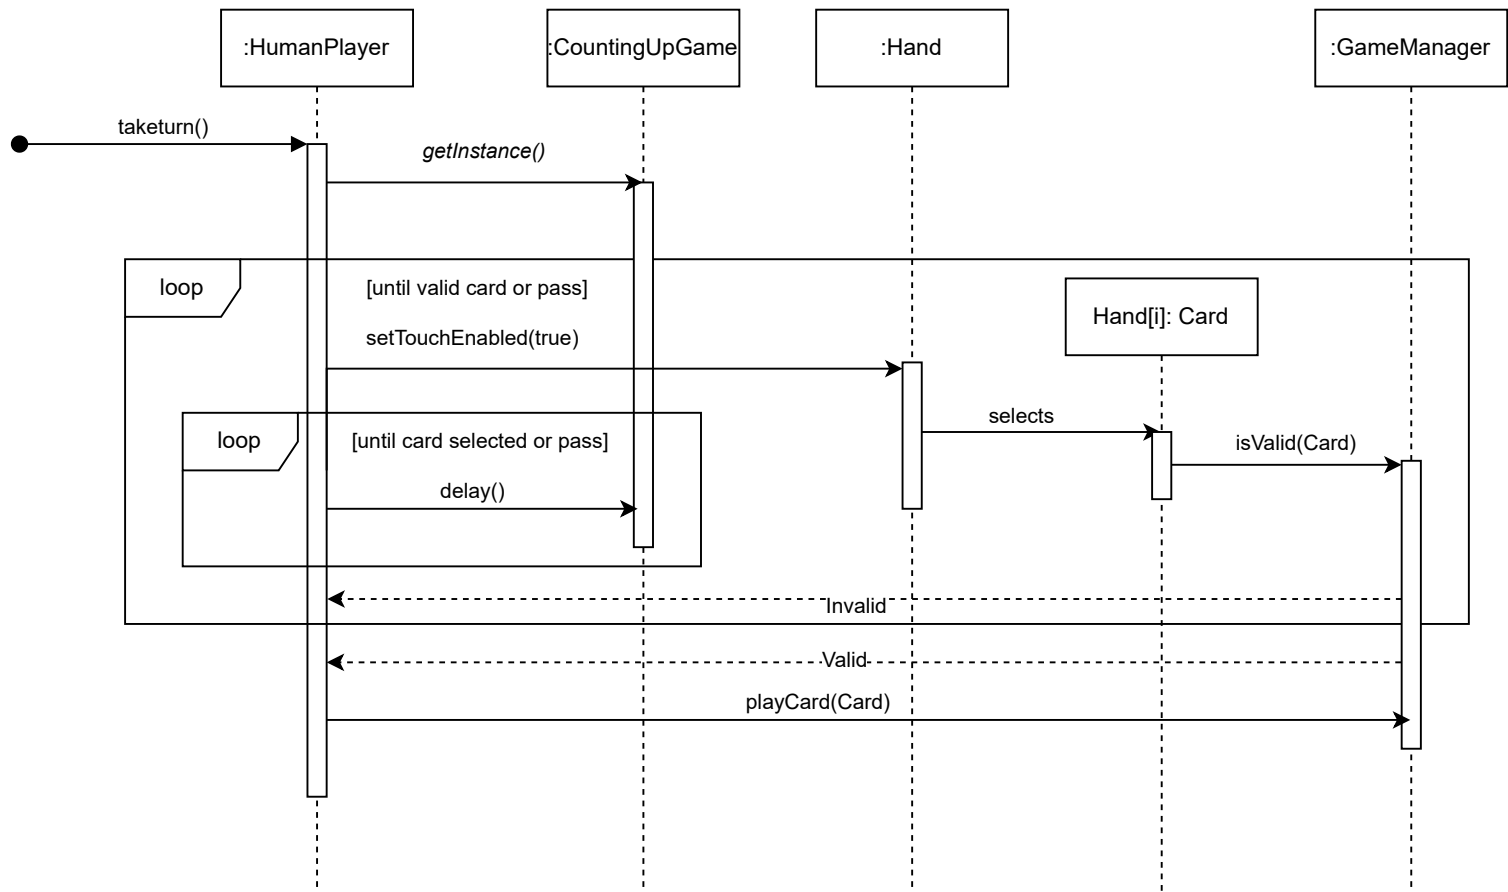 :HumanPlayer
:CountingUpGame
:Hand
:GameManager
taketurn()
getInstance()
loop
[until valid card or pass]
Hand[i]: Card
setTouchEnabled(true)
selects
loop
[until card selected or pass]
isValid(Card)
delay()
Invalid
Valid
playCard(Card)